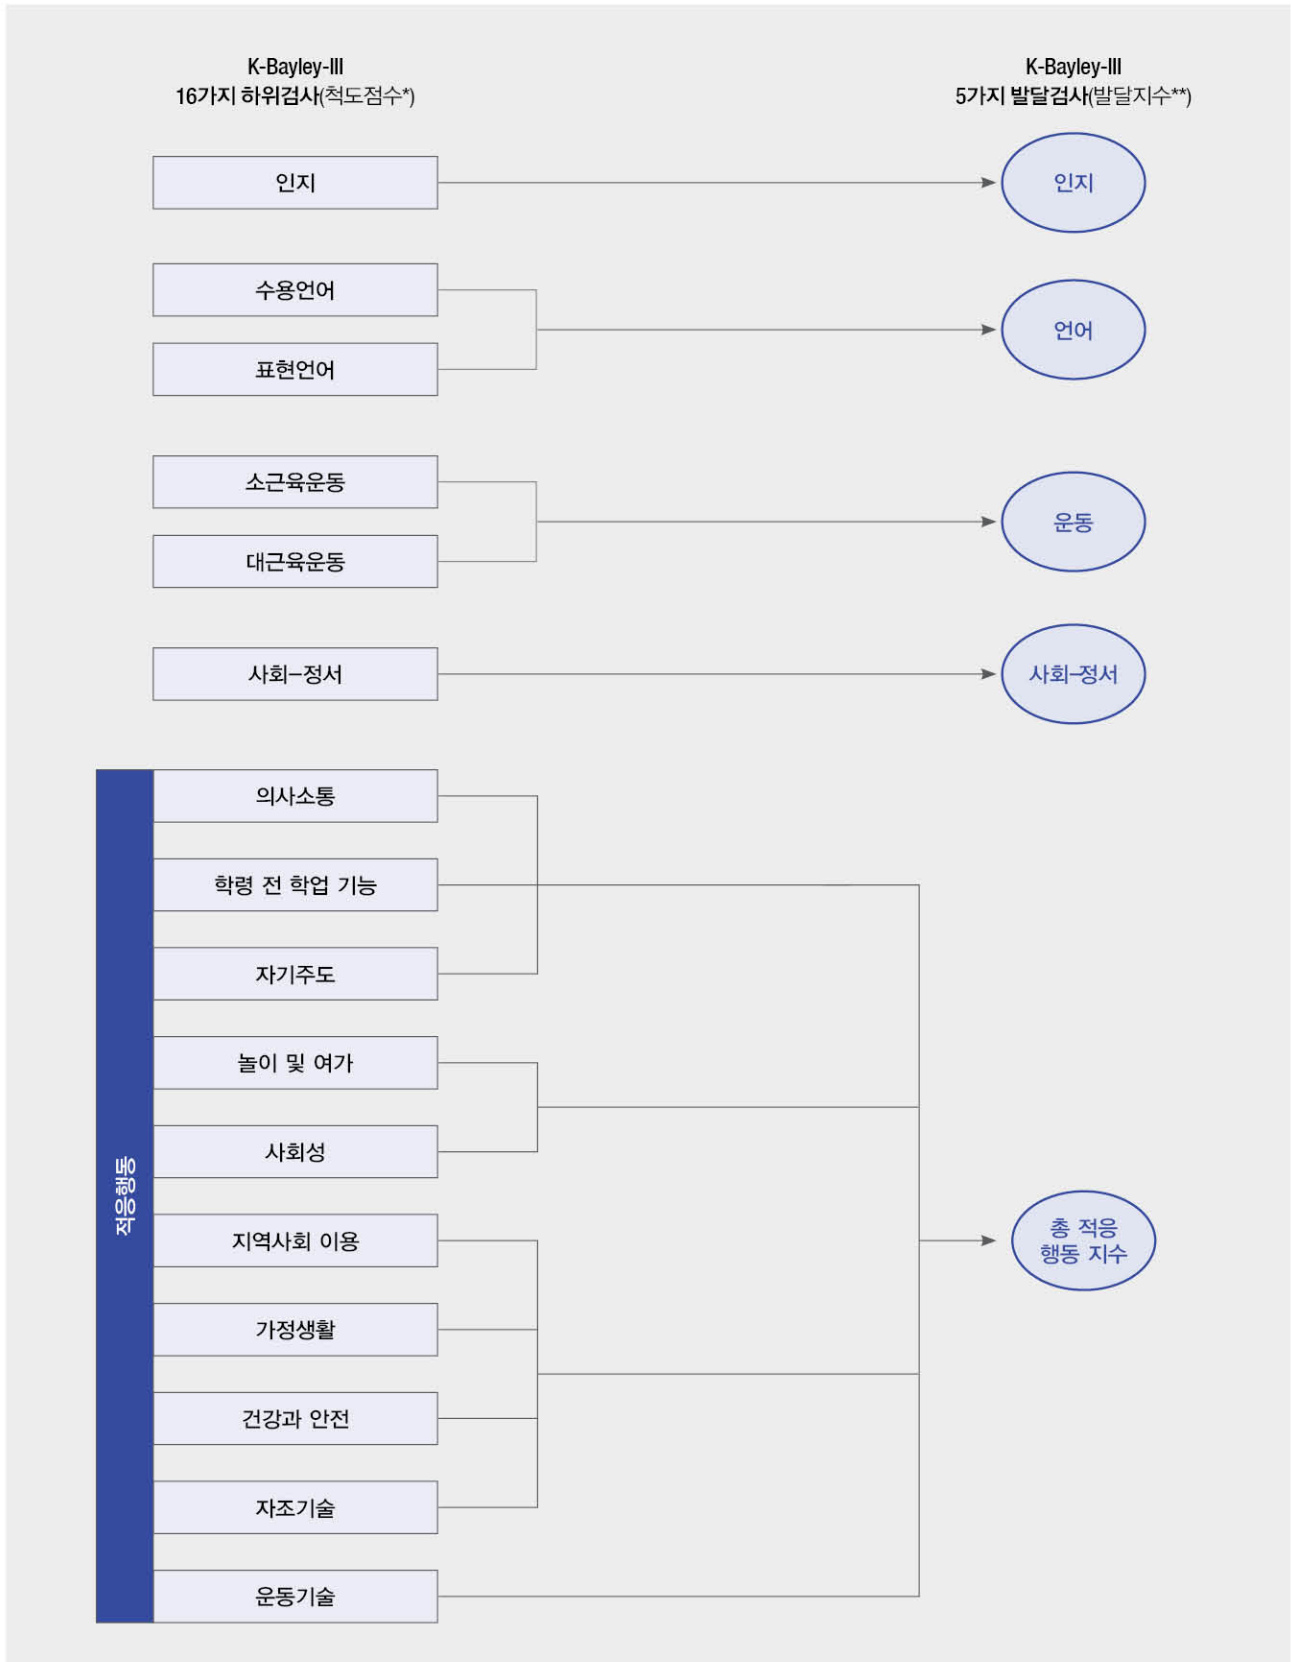 K-Bayley-III
16가지 하위검사(척도점수*)
K-Bayley-III
5가지 발달검사(발달지수**)
인지
인지
수용언어
표현언어
언어
소근육운동
대근육운동
운동
사회–정서
사회–정서
적응행동
의사소통
학령 전 학업 기능
자기주도
놀이 및 여가
사회성
지역사회 이용
가정생활
건강과 안전
자조기술
운동기술
총 적응
행동 지수